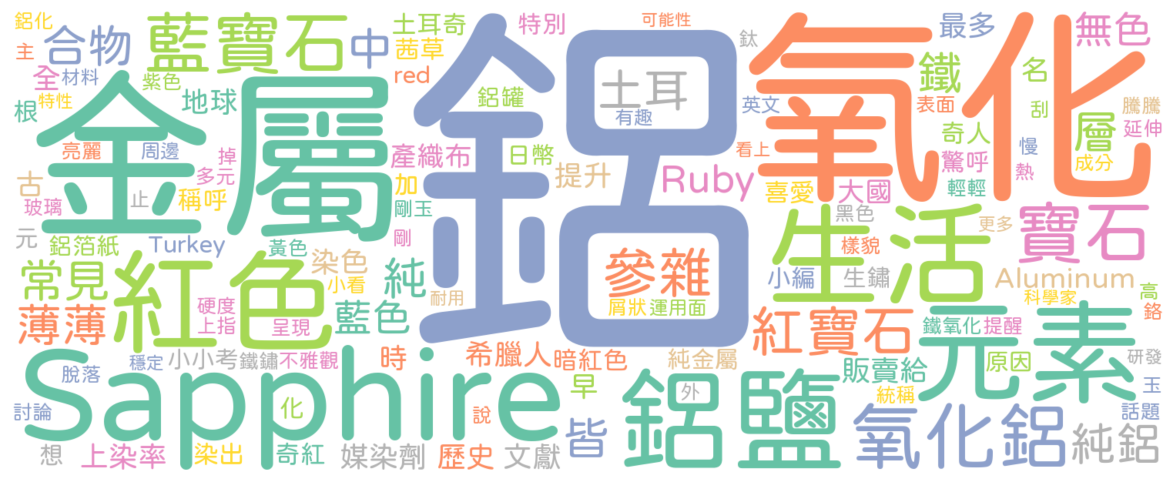 鋁化
合物
藍寶石
中
土耳奇
特別
可能性
鈦
最多
無色
主
全
材料
紫色
茜草
red
鋁
土耳
有趣
氧化
英文
鐵
表面
名
刮
層
騰騰
延伸
根
特性
地球
鋁罐
金屬
亮麗
周邊
掉
多元
產織布
日幣
看上
奇人
驚呼
慢
熱
成分
古
玻璃
稱呼
止
加
剛玉
提升
Ruby
喜愛
大國
輕輕
元
鋁箔紙
Turkey
黃色
剛
參雜
生活
黑色
樣貌
更多
寶石
常見
紅色
染色
小看
純
耐用
屑狀
運用面
小編
生鏽
Aluminum
科學家
高
鉻
薄薄
硬度
上指
呈現
藍色
紅寶石
鐵氧化
提醒
元素
穩定
小小考
鐵鏽
不雅觀
時
希臘人
暗紅色
純金屬
販賣給
原因
研發
脫落
Sapphire
化
說
早
鋁鹽
外
統稱
玉
討論
話題
想
上染率
染出
奇紅
媒染劑
歷史
文獻
皆
氧化鋁
純鋁